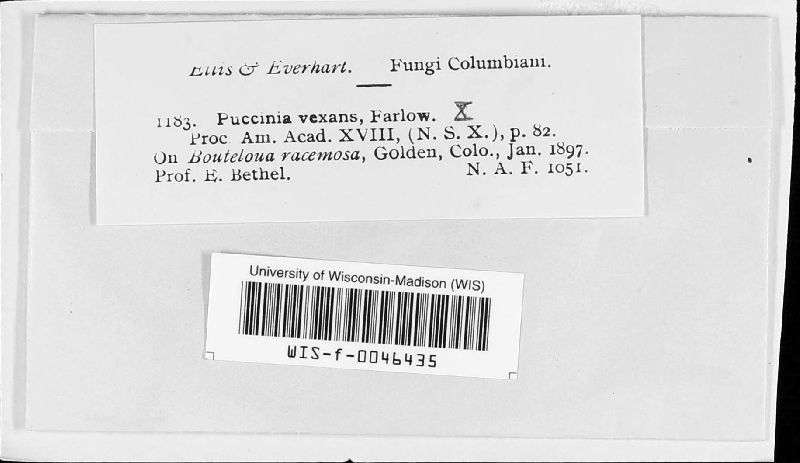 Ellis & Everhart. Fungi Columbiani.
1183. Puccinia vexans, Farlow. X
Proc. Am. Acad. XVIII, (N. S. X.), p. 82.
On Bouteloua racemosa, Golden, Colo., Jan. 1897.
Prof. E. Bethel. N. A. F. 1051.
University of Wisconsin-Madison (WIS)
WIS-f-0046435